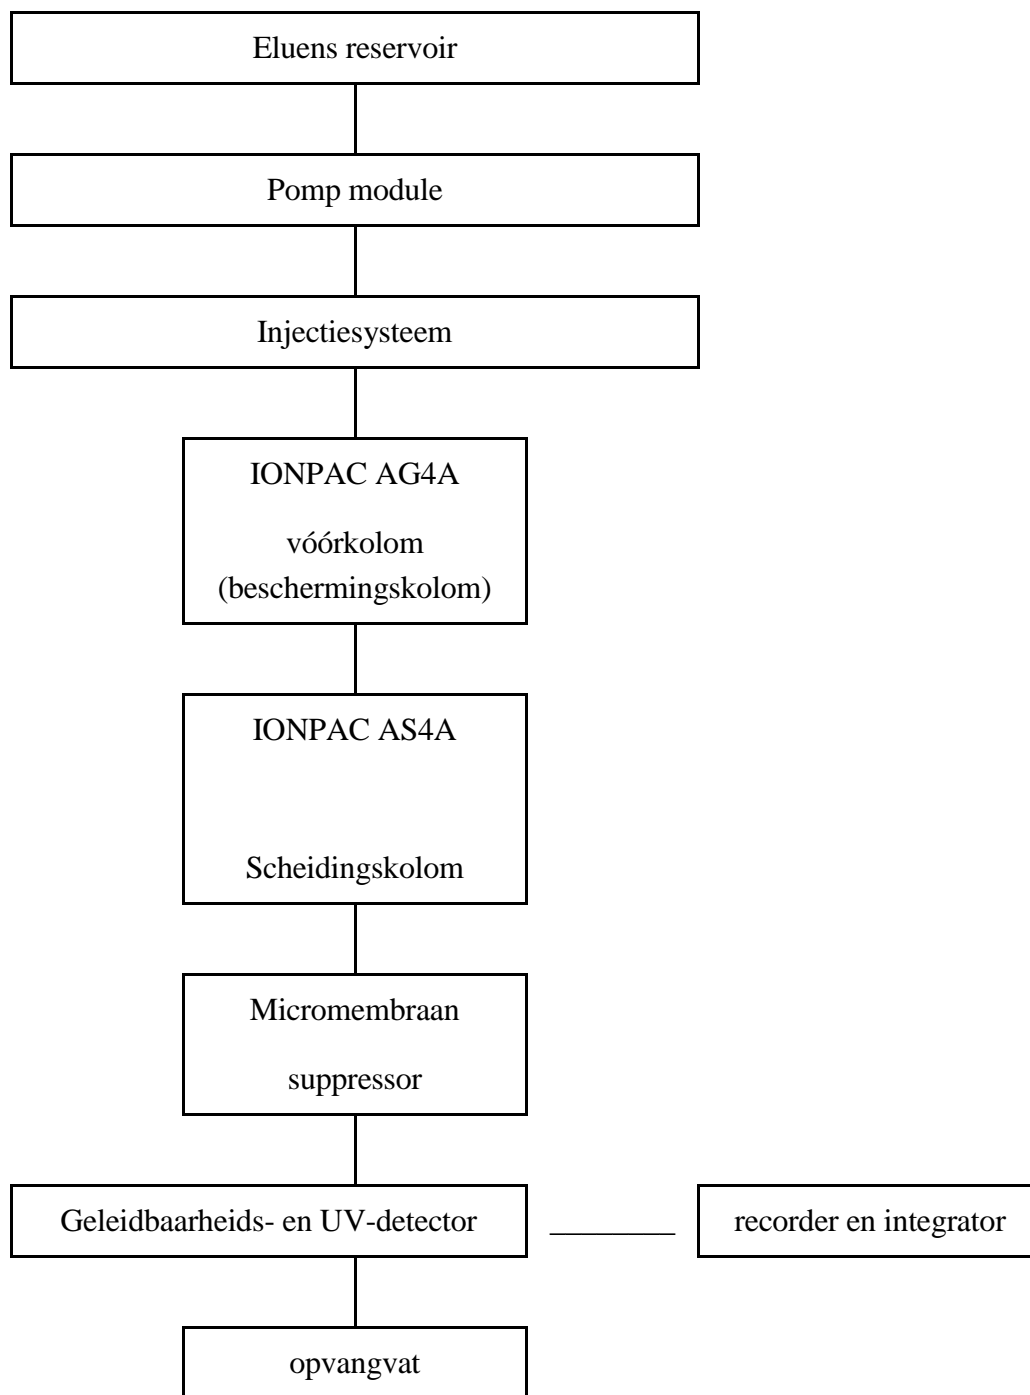 Eluens reservoir
Pomp module
Injectiesysteem
IONPAC AG4A
vóórkolom
(beschermingskolom)
IONPAC AS4A
Scheidingskolom
Micromembraan
suppressor
Geleidbaarheids- en UV-detector
recorder en integrator
opvangvat